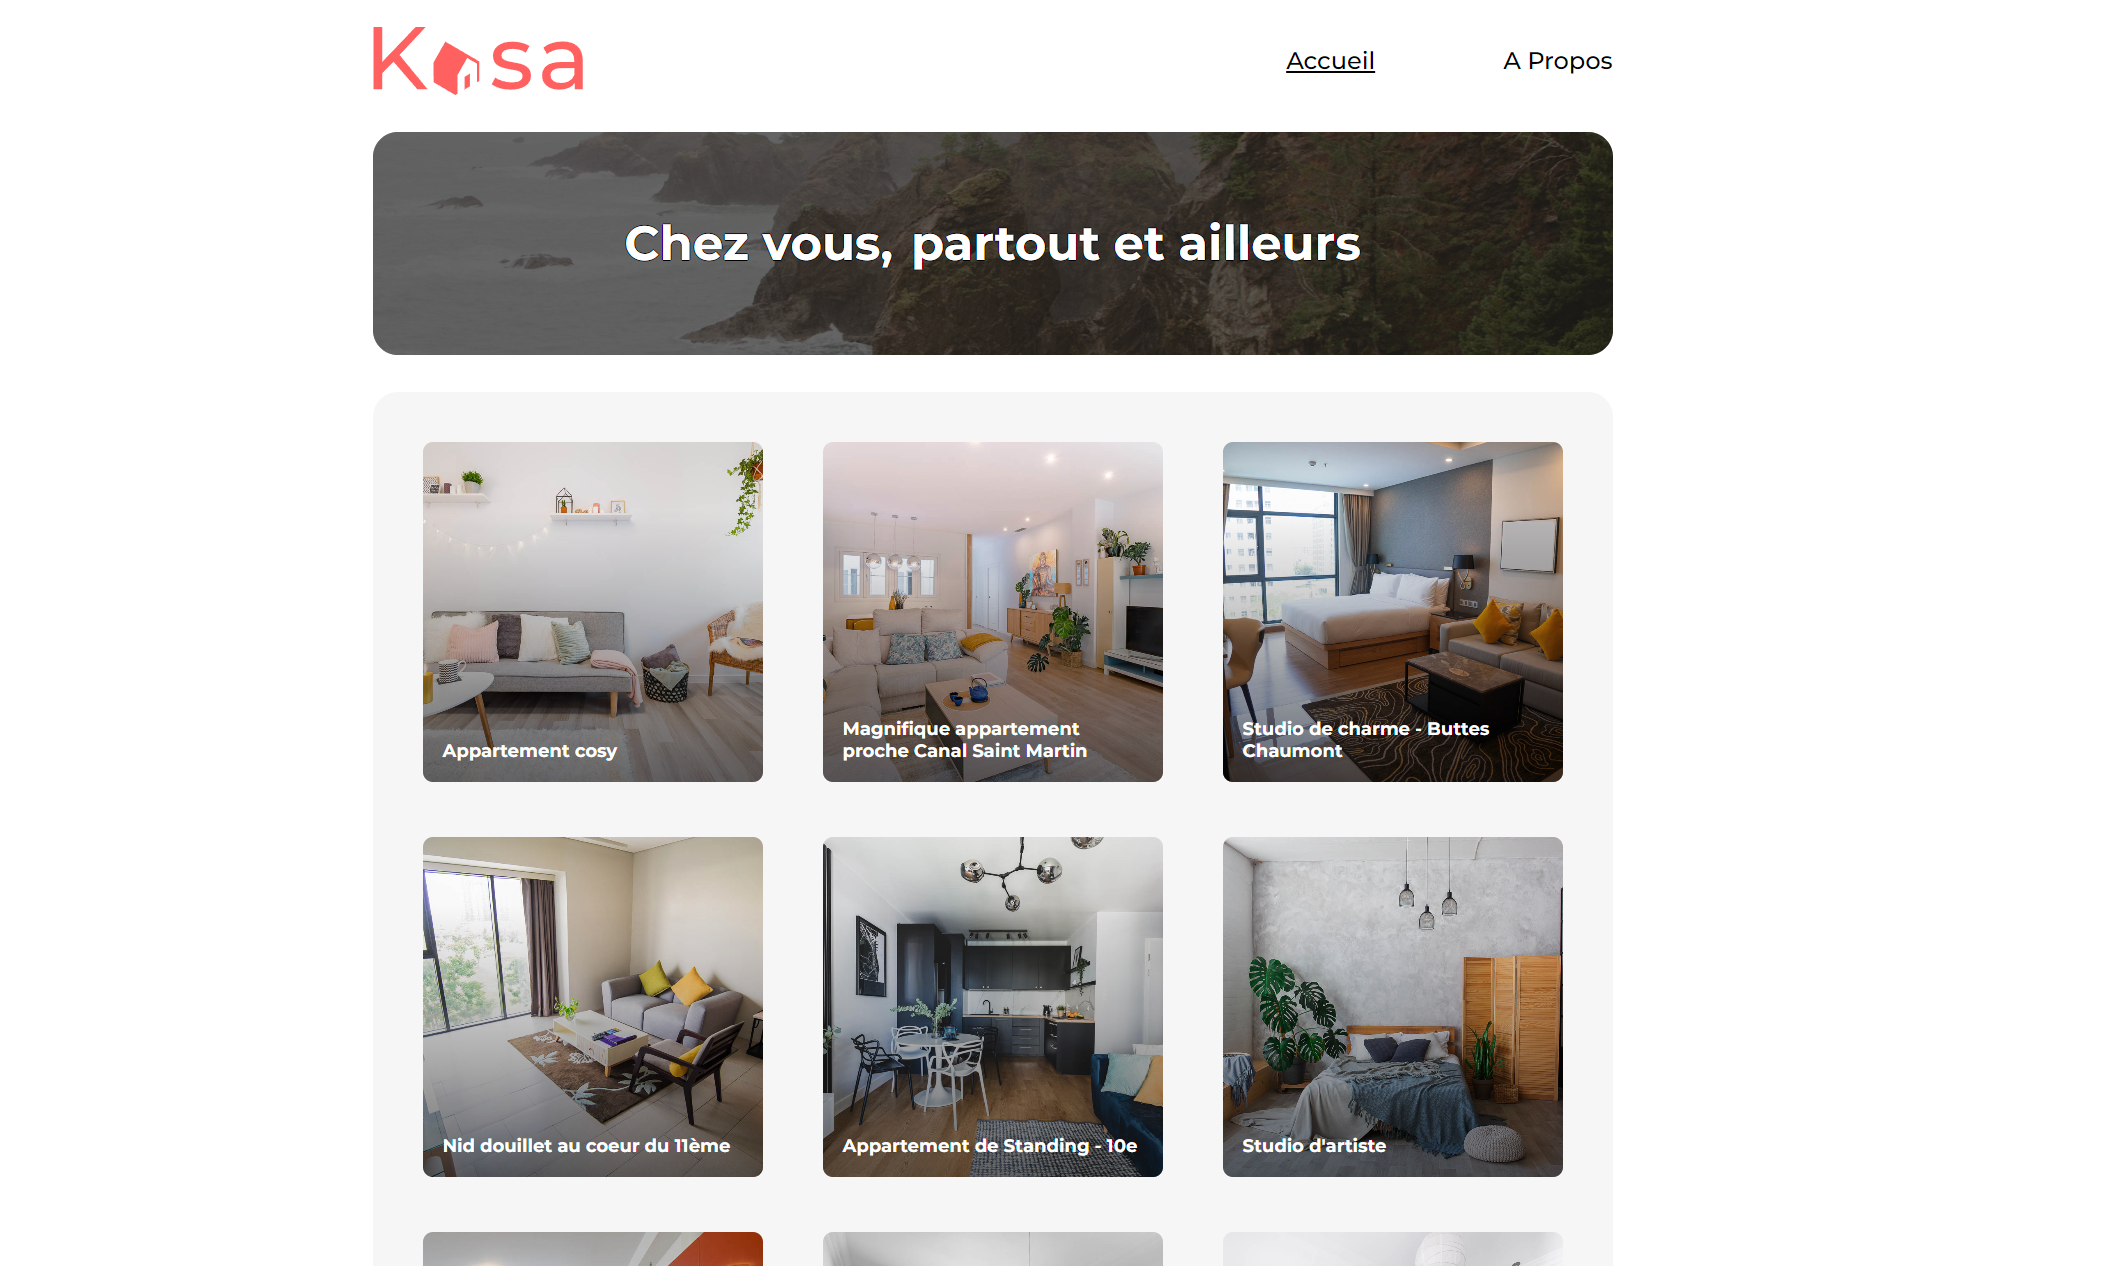 Kasa
Accueil
A Propos
Chez vous, partout et ailleurs
Appartement cosy
Magnifique appartement
proche Canal Saint Martin
Studio de charme - Buttes
Chaumont
Nid douillet au coeur du 11ème
Appartement de Standing - 10e
Studio d'artiste